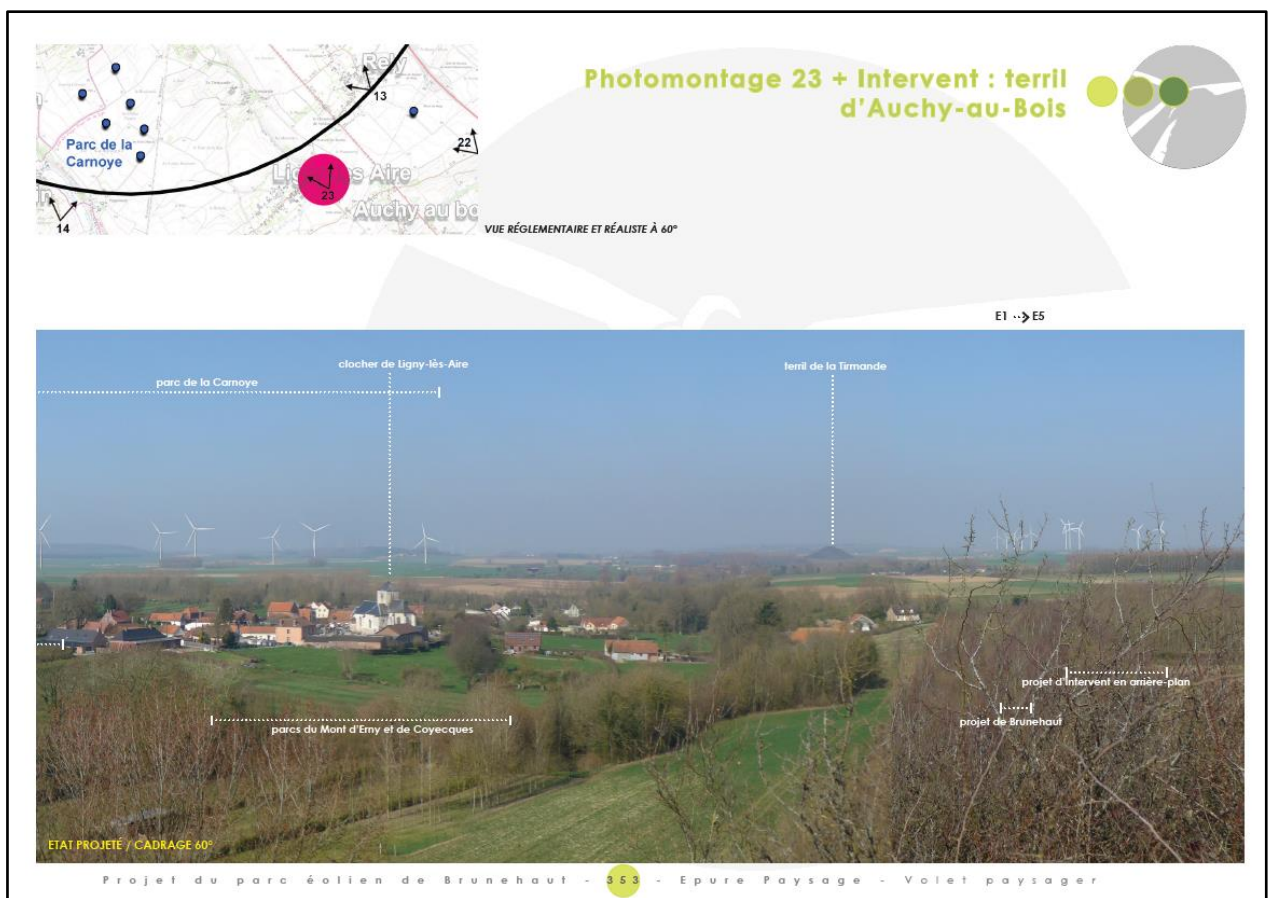 Photomontage 23 + Intervent : terril
d'Auchy-au-Bois
Rely
13
Parc de la
Carnoye
22
Lign
s Aire
23
Auchy au bo
14
VUE RÉGLEMENTAIRE ET RÉALISTE À 60°
E1 ··> E5
clocher de Ligny-lès-Aire
terril de la Tirmande
parc de la Carnoye
projet d'Intervent en arrière-plan
projet de Brunehaut
parcs du Mont d'Erny et de Coyecques
ETAT PROJETÉ / CADRAGE 60°
Projet du parc éolien de Brunehaut - 353 - Epure Paysage - Volet paysager